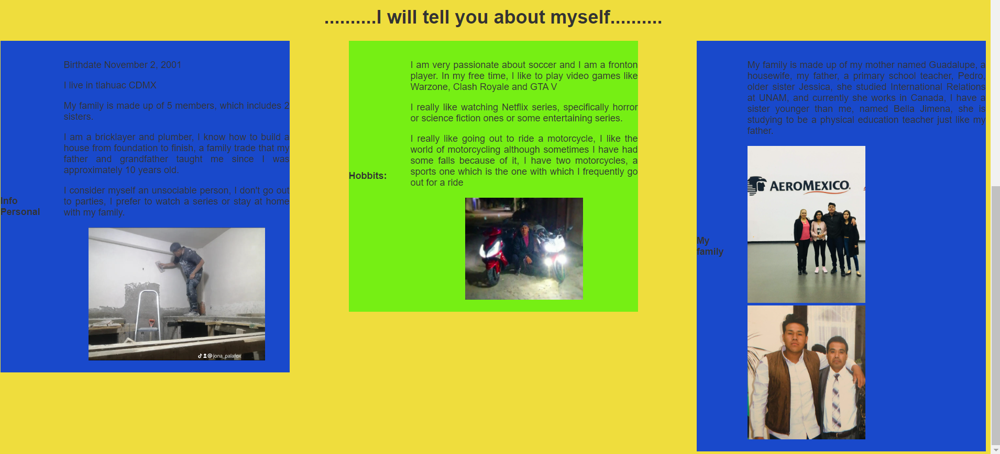 ..........I will tell you about myself..........
Info
Personal
Birthdate November 2, 2001
I live in tlahuac CDMX
My family is made up of 5 members, which includes 2
sisters.
I am a bricklayer and plumber, I know how to build a
house from foundation to finish, a family trade that my
father and grandfather taught me since I was
approximately 10 years old.
I consider myself an unsociable person, I don't go out
to parties, I prefer to watch a series or stay at home
with my family.
@jona_palafox
Hobbits:
I am very passionate about soccer and I am a fronton
player. In my free time, I like to play video games like
Warzone, Clash Royale and GTA V
I really like watching Netflix series, specifically horror
or science fiction ones or some entertaining series.
I really like going out to ride a motorcycle, I like the
world of motorcycling although sometimes I have had
some falls because of it, I have two motorcycles, a
sports one which is the one with which I frequently go
out for a ride
My
family
My family is made up of my mother named Guadalupe, a
housewife, my father, a primary school teacher, Pedro,
older sister Jessica, she studied International Relations
at UNAM, and currently she works in Canada, I have a
sister younger than me, named Bella Jimena, she is
studying to be a physical education teacher just like my
father.
AEROMEXICO.